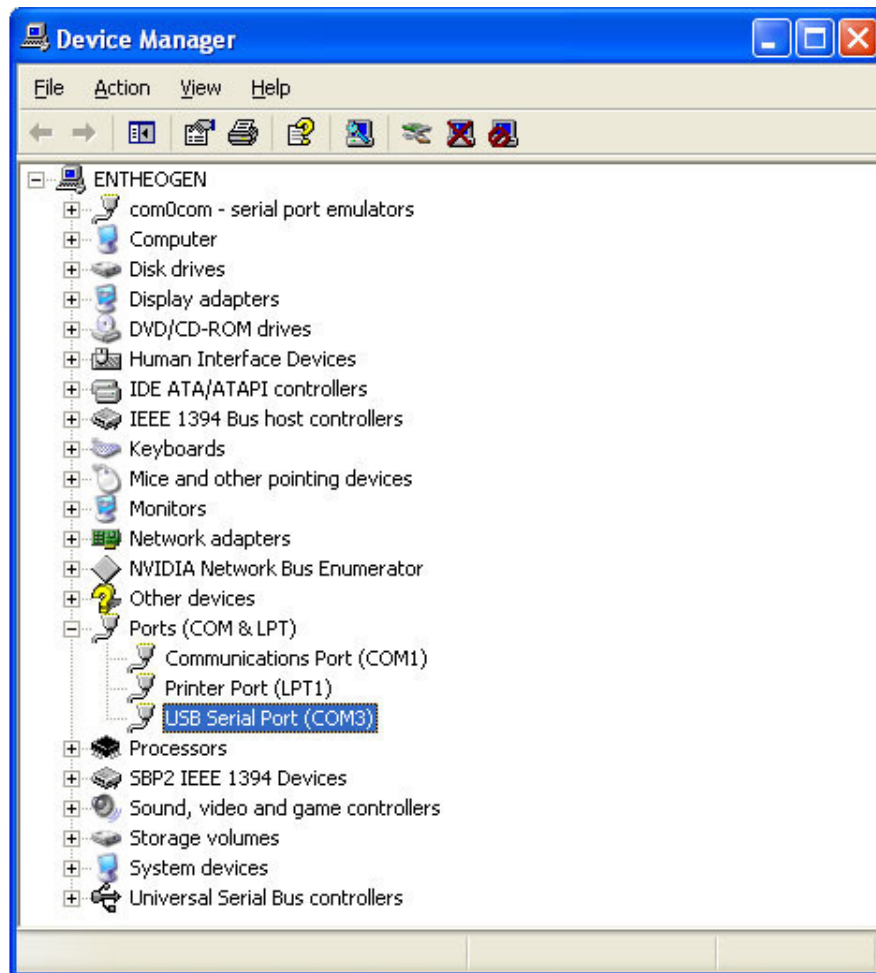 Device Manager
File Action View Help
ENTHEOGEN
com0com - serial port emulators
Computer
Disk drives
Display adapters
DVD/CD-ROM drives
Human Interface Devices
IDE ATA/ATAPI controllers
IEEE 1394 Bus host controllers
Keyboards
Mice and other pointing devices
Monitors
Network adapters
NVIDIA Network Bus Enumerator
Other devices
Ports (COM & LPT)
Communications Port (COM1)
Printer Port (LPT1)
USB Serial Port (COM3)
Processors
SBP2 IEEE 1394 Devices
Sound, video and game controllers
Storage volumes
System devices
Universal Serial Bus controllers